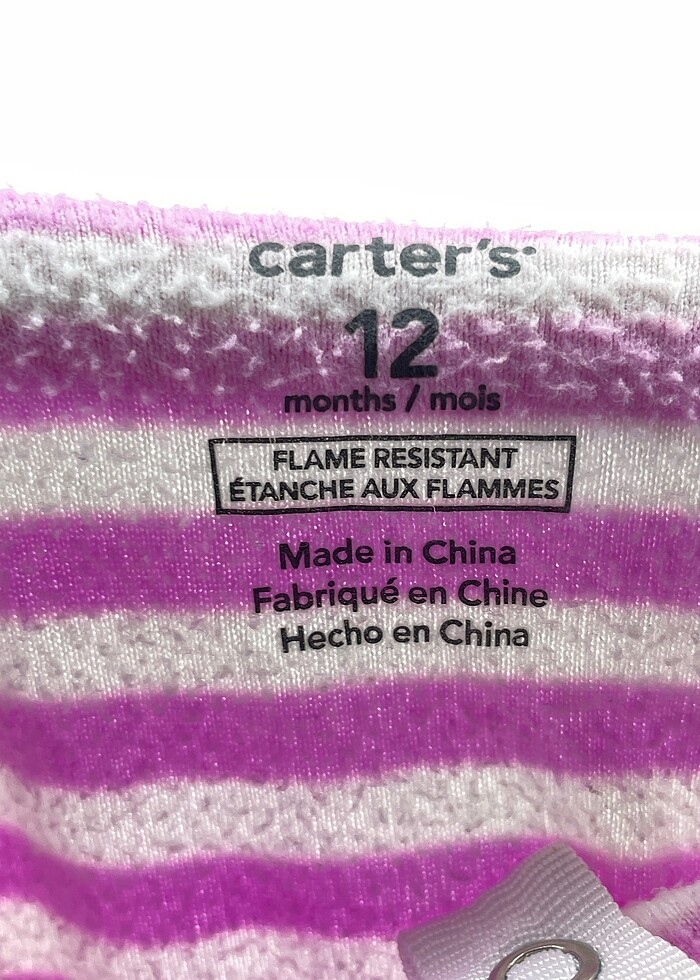 carter's
12
months / mois
FLAME RESISTANT
ÉTANCHE AUX FLAMMES
Made in China
Fabriqué en Chine
Hecho en China